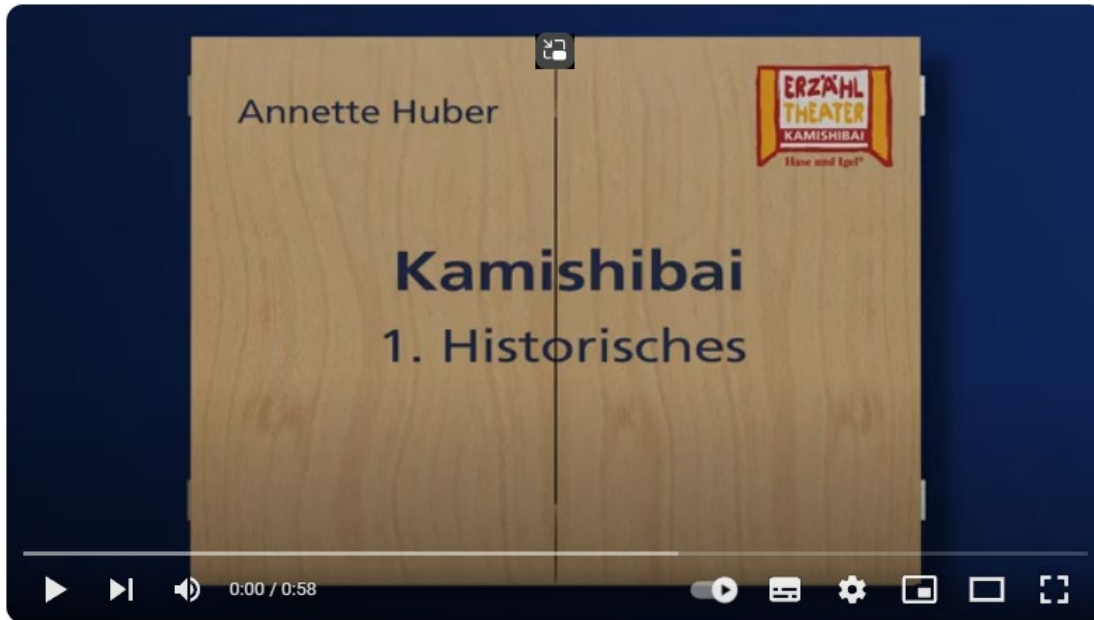 Annette Huber
ERZÄHL
THEATER
KAMISHIBAI
Hase und Igel®
Kamishibai
1. Historisches
0:00 / 0:58